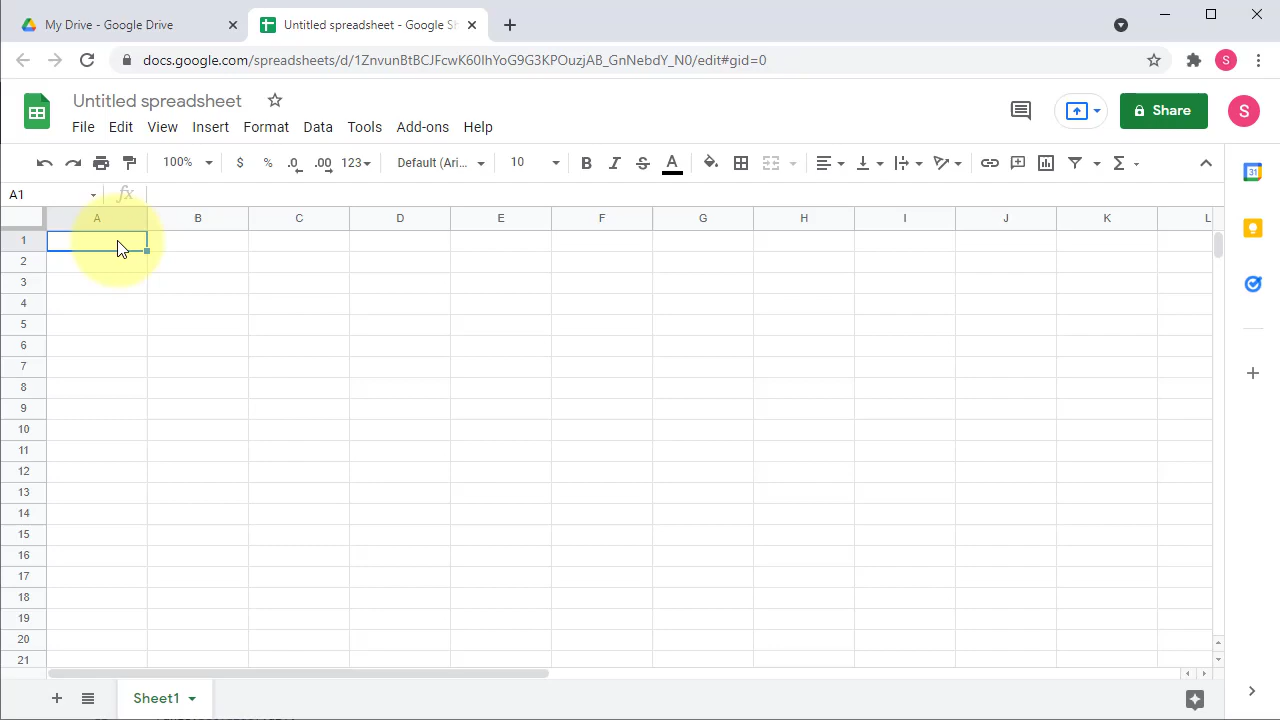 My Drive - Google Drive
Untitled spreadsheet - Google Sh
docs.google.com/spreadsheets/d/1ZnvunBtBCJFcwK60IhYoG9G3KPOuzjAB_GnNebdY_N0/edit#gid=0
S
Untitled spreadsheet
File Edit View Insert Format Data Tools Add-ons Help
Share
S
100% $ % .0 .00 123 Default (Ari... 10 B I S A
31
A1 fx
A B C D E F G H I J K L
1
2
3
4
5
6
7
8
9
10
11
12
13
14
15
16
17
18
19
20
21
Sheet1